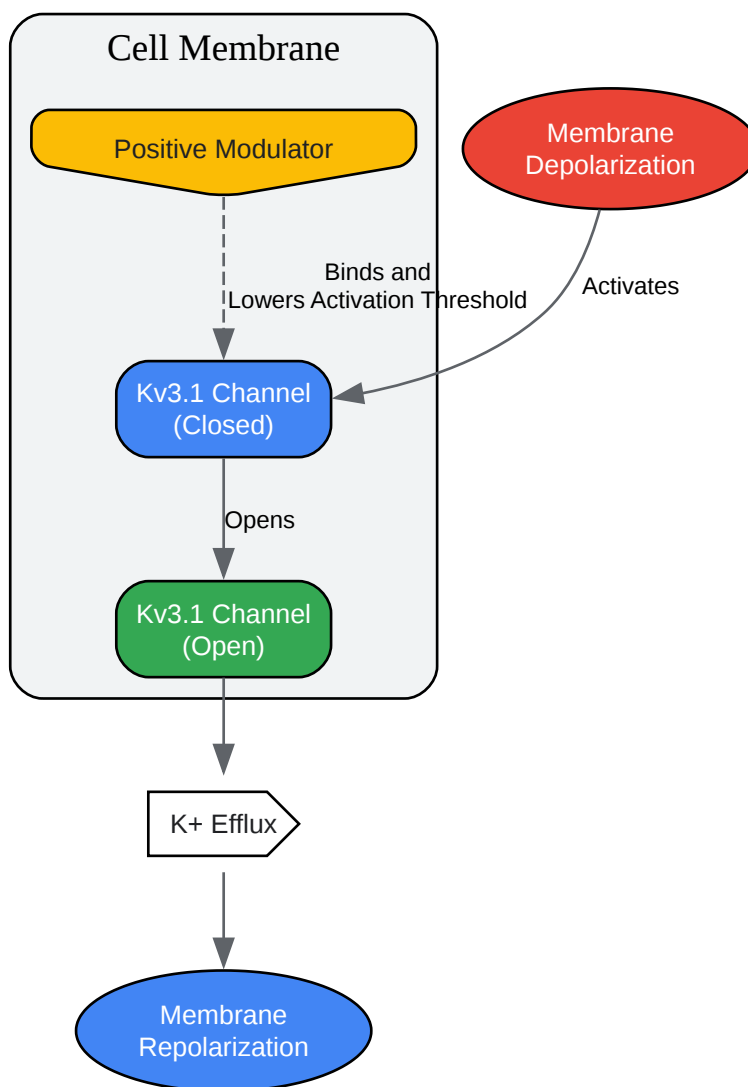 Cell Membrane
Positive Modulator
Membrane
Depolarization
Binds and
Lowers Activation Threshold
Activates
Kv3.1 Channel
(Closed)
Opens
Kv3.1 Channel
(Open)
K+ Efflux
Membrane
Repolarization